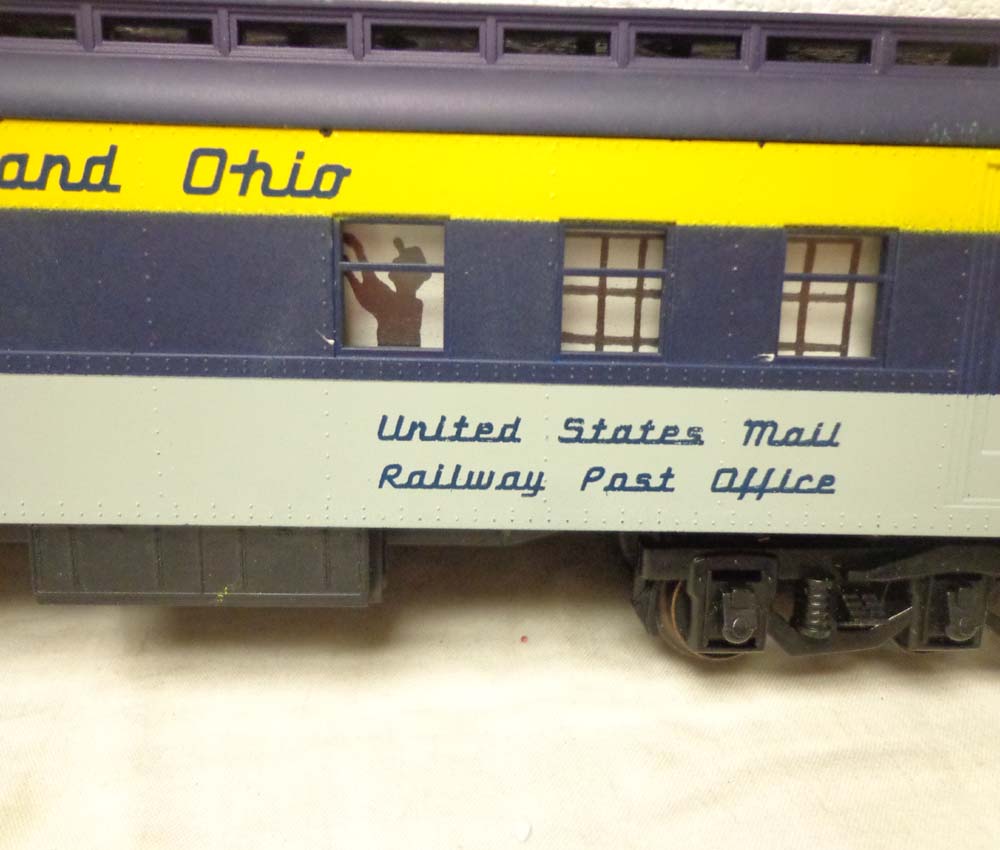 and Ohio
United States Mail
Railway Post Office